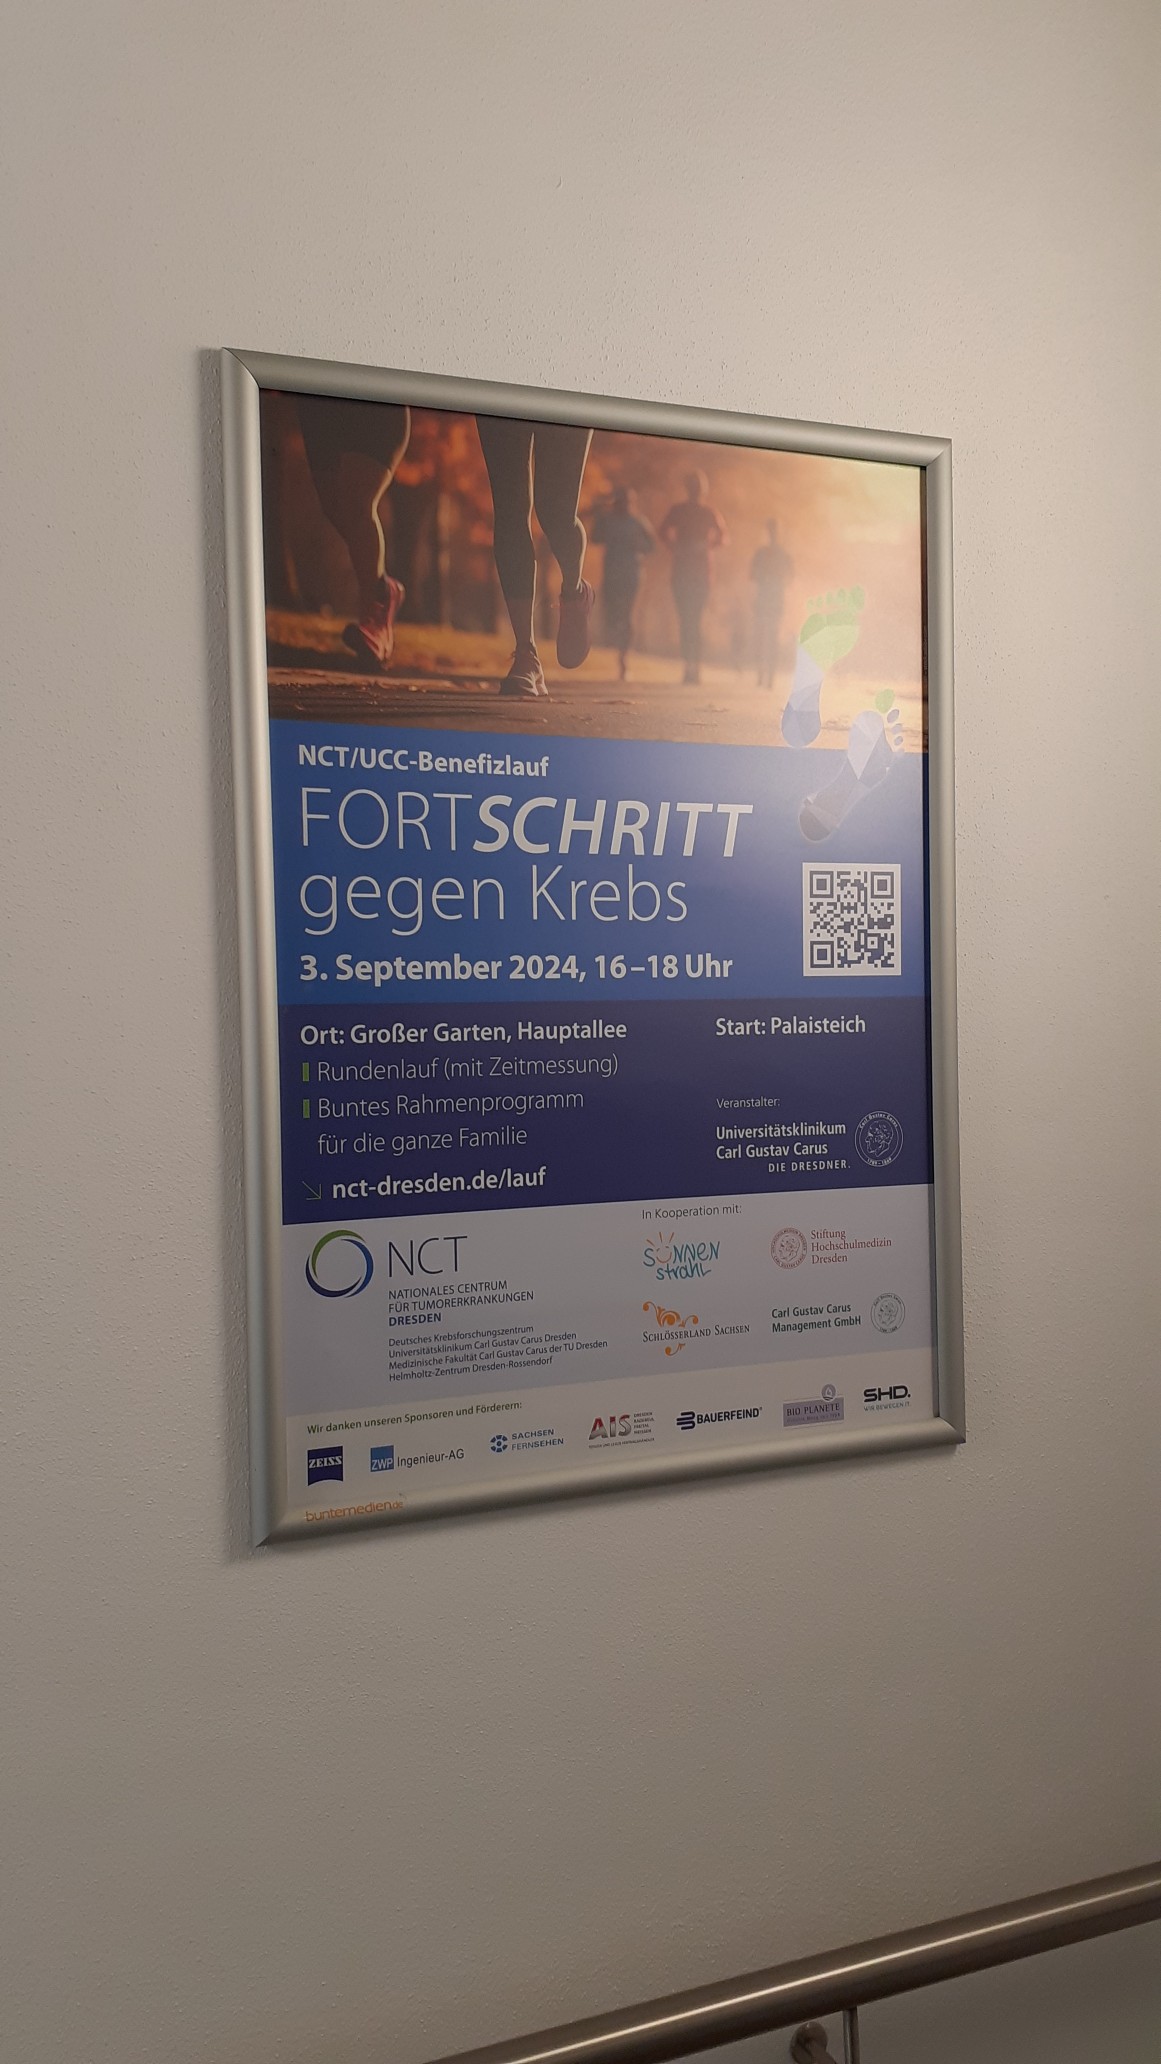 NCT/UCC-Benefizlauf
FORTSCHRITT
gegen Krebs
3. September 2024, 16–18 Uhr
Ort: Großer Garten, Hauptallee
Rundenlauf (mit Zeitmessung)
Buntes Rahmenprogramm
für die ganze Familie
nct-dresden.de/lauf
Start: Palaisteich
Veranstalter:
Universitätsklinikum
Carl Gustav Carus
DIE DRESDNER.
NCT
NATIONALES CENTRUM
FÜR TUMORERKRANKUNGEN
DRESDEN
Deutsches Krebsforschungszentrum
Universitätsklinikum Carl Gustav Carus Dresden
Medizinische Fakultät Carl Gustav Carus der TU Dresden
Helmholtz-Zentrum Dresden-Rossendorf
In Kooperation mit:
SONNEN
strahl
Stiftung
Hochschulmedizin
Dresden
SCHLÖSSERLAND SACHSEN
Carl Gustav Carus
Management GmbH
Wir danken unseren Sponsoren und Förderern:
ZEISS
ZWP Ingenieur-AG
SACHSEN
FERNSEHEN
AIS
BAUERFEIND
BIO PLANETE
SHD.
WIR BEWEGEN IT.
buntemedien.de